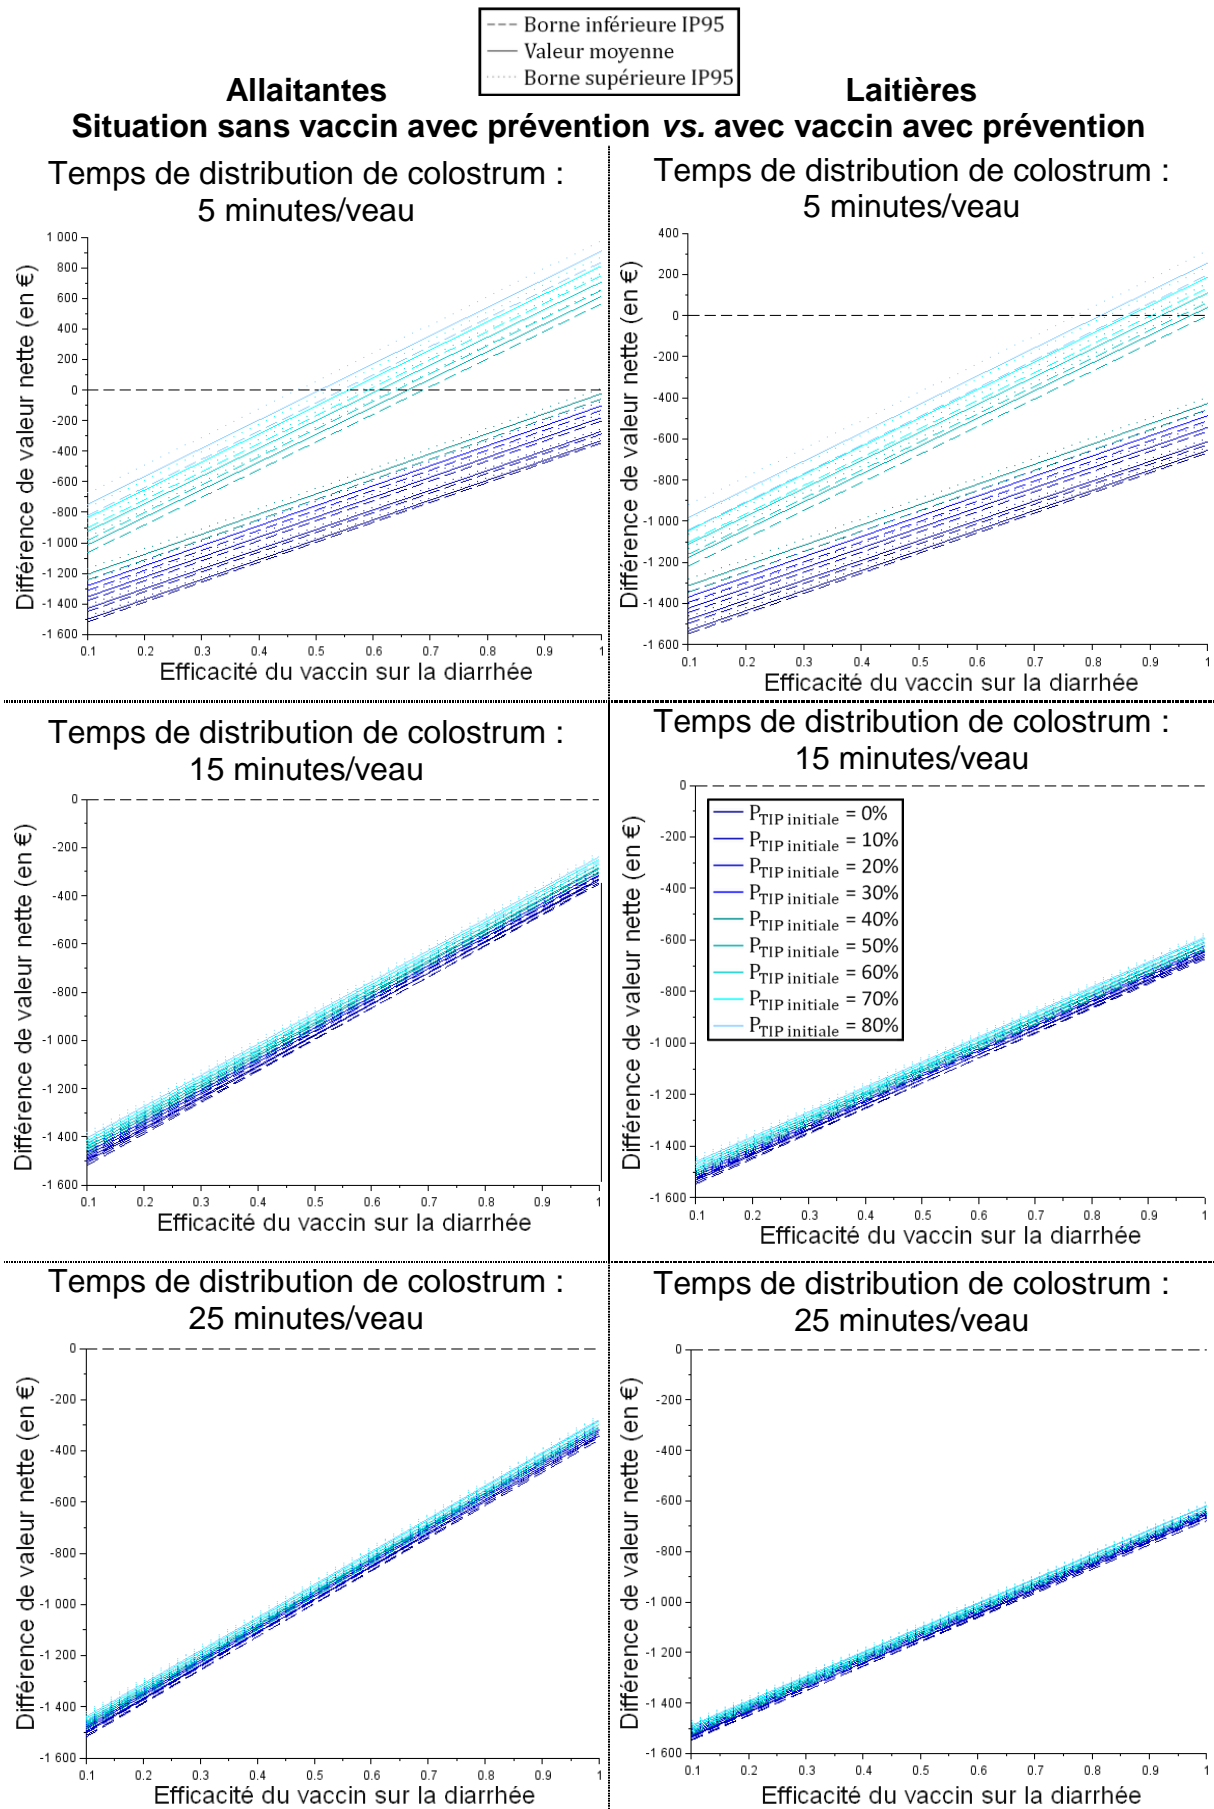 Borne inférieure IP95
Valeur moyenne
Borne supérieure IP95
Allaitantes
Laitières
Situation sans vaccin avec prévention vs. avec vaccin avec prévention
Temps de distribution de colostrum :
5 minutes/veau
Différence de valeur nette (en €)
1 000
800
600
400
200
0
-200
-400
-600
-800
-1 000
-1 200
-1 400
-1 600
0.1 0.2 0.3 0.4 0.5 0.6 0.7 0.8 0.9 1
Efficacité du vaccin sur la diarrhée
Temps de distribution de colostrum :
5 minutes/veau
Différence de valeur nette (en €)
400
200
0
-200
-400
-600
-800
-1 000
-1 200
-1 400
-1 600
0.1 0.2 0.3 0.4 0.5 0.6 0.7 0.8 0.9 1
Efficacité du vaccin sur la diarrhée
Temps de distribution de colostrum :
15 minutes/veau
Différence de valeur nette (en €)
0
-200
-400
-600
-800
-1 000
-1 200
-1 400
-1 600
0.1 0.2 0.3 0.4 0.5 0.6 0.7 0.8 0.9 1
Efficacité du vaccin sur la diarrhée
Temps de distribution de colostrum :
15 minutes/veau
Différence de valeur nette (en €)
0
-200
-400
-600
-800
-1 000
-1 200
-1 400
-1 600
P TIP initiale = 0%
P TIP initiale = 10%
P TIP initiale = 20%
P TIP initiale = 30%
P TIP initiale = 40%
P TIP initiale = 50%
P TIP initiale = 60%
P TIP initiale = 70%
P TIP initiale = 80%
0.1 0.2 0.3 0.4 0.5 0.6 0.7 0.8 0.9 1
Efficacité du vaccin sur la diarrhée
Temps de distribution de colostrum :
25 minutes/veau
Différence de valeur nette (en €)
0
-200
-400
-600
-800
-1 000
-1 200
-1 400
-1 600
0.1 0.2 0.3 0.4 0.5 0.6 0.7 0.8 0.9 1
Efficacité du vaccin sur la diarrhée
Temps de distribution de colostrum :
25 minutes/veau
Différence de valeur nette (en €)
0
-200
-400
-600
-800
-1 000
-1 200
-1 400
-1 600
0.1 0.2 0.3 0.4 0.5 0.6 0.7 0.8 0.9 1
Efficacité du vaccin sur la diarrhée